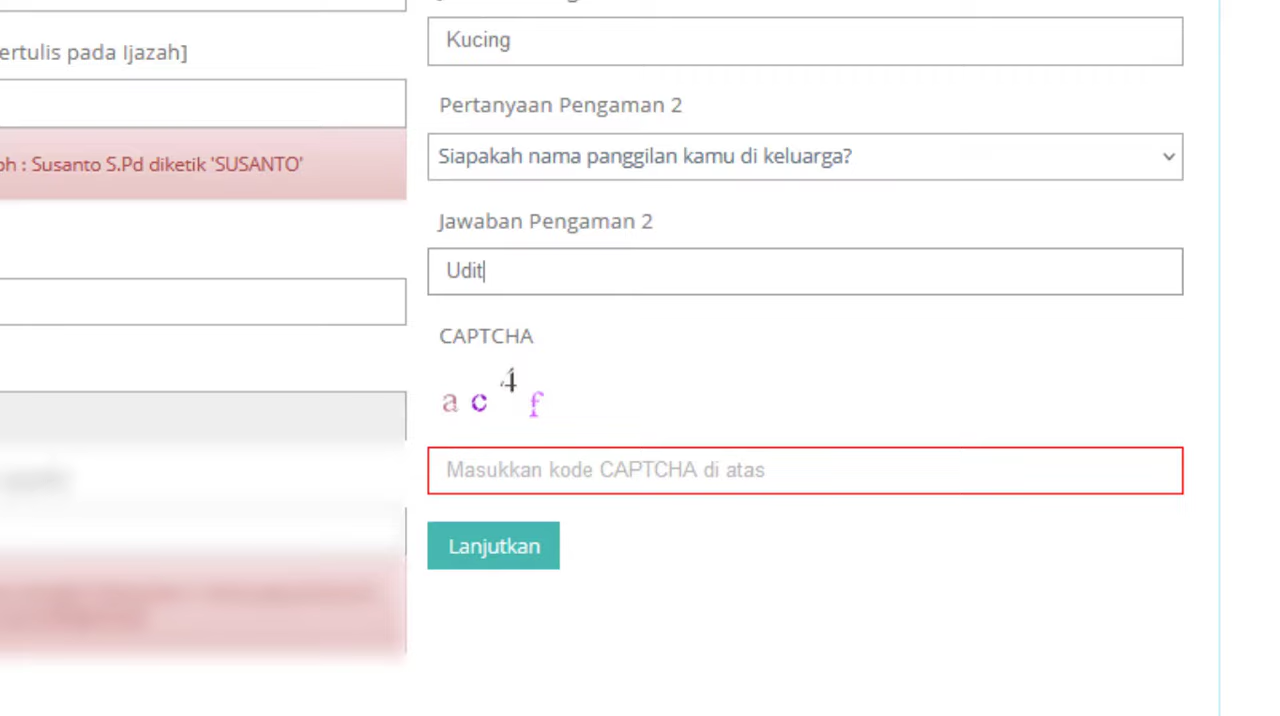 ertulis pada Ijazah]
oh : Susanto S.Pd diketik 'SUSANTO'
Kucing
Pertanyaan Pengaman 2
Siapakah nama panggilan kamu di keluarga?
Jawaban Pengaman 2
Udit
CAPTCHA
a c 4 f
Masukkan kode CAPTCHA di atas
Lanjutkan